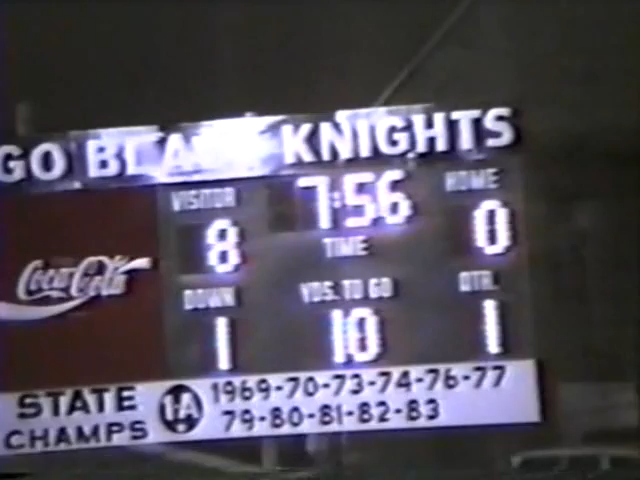 GO BLACK KNIGHTS
VISITOR 7:56 HOME
8 TIME 0
Coca-Cola
DOWN YDS. TO GO QTR.
1 10 1
STATE CHAMPS 1A 1969-70-73-74-76-77
79-80-81-82-83